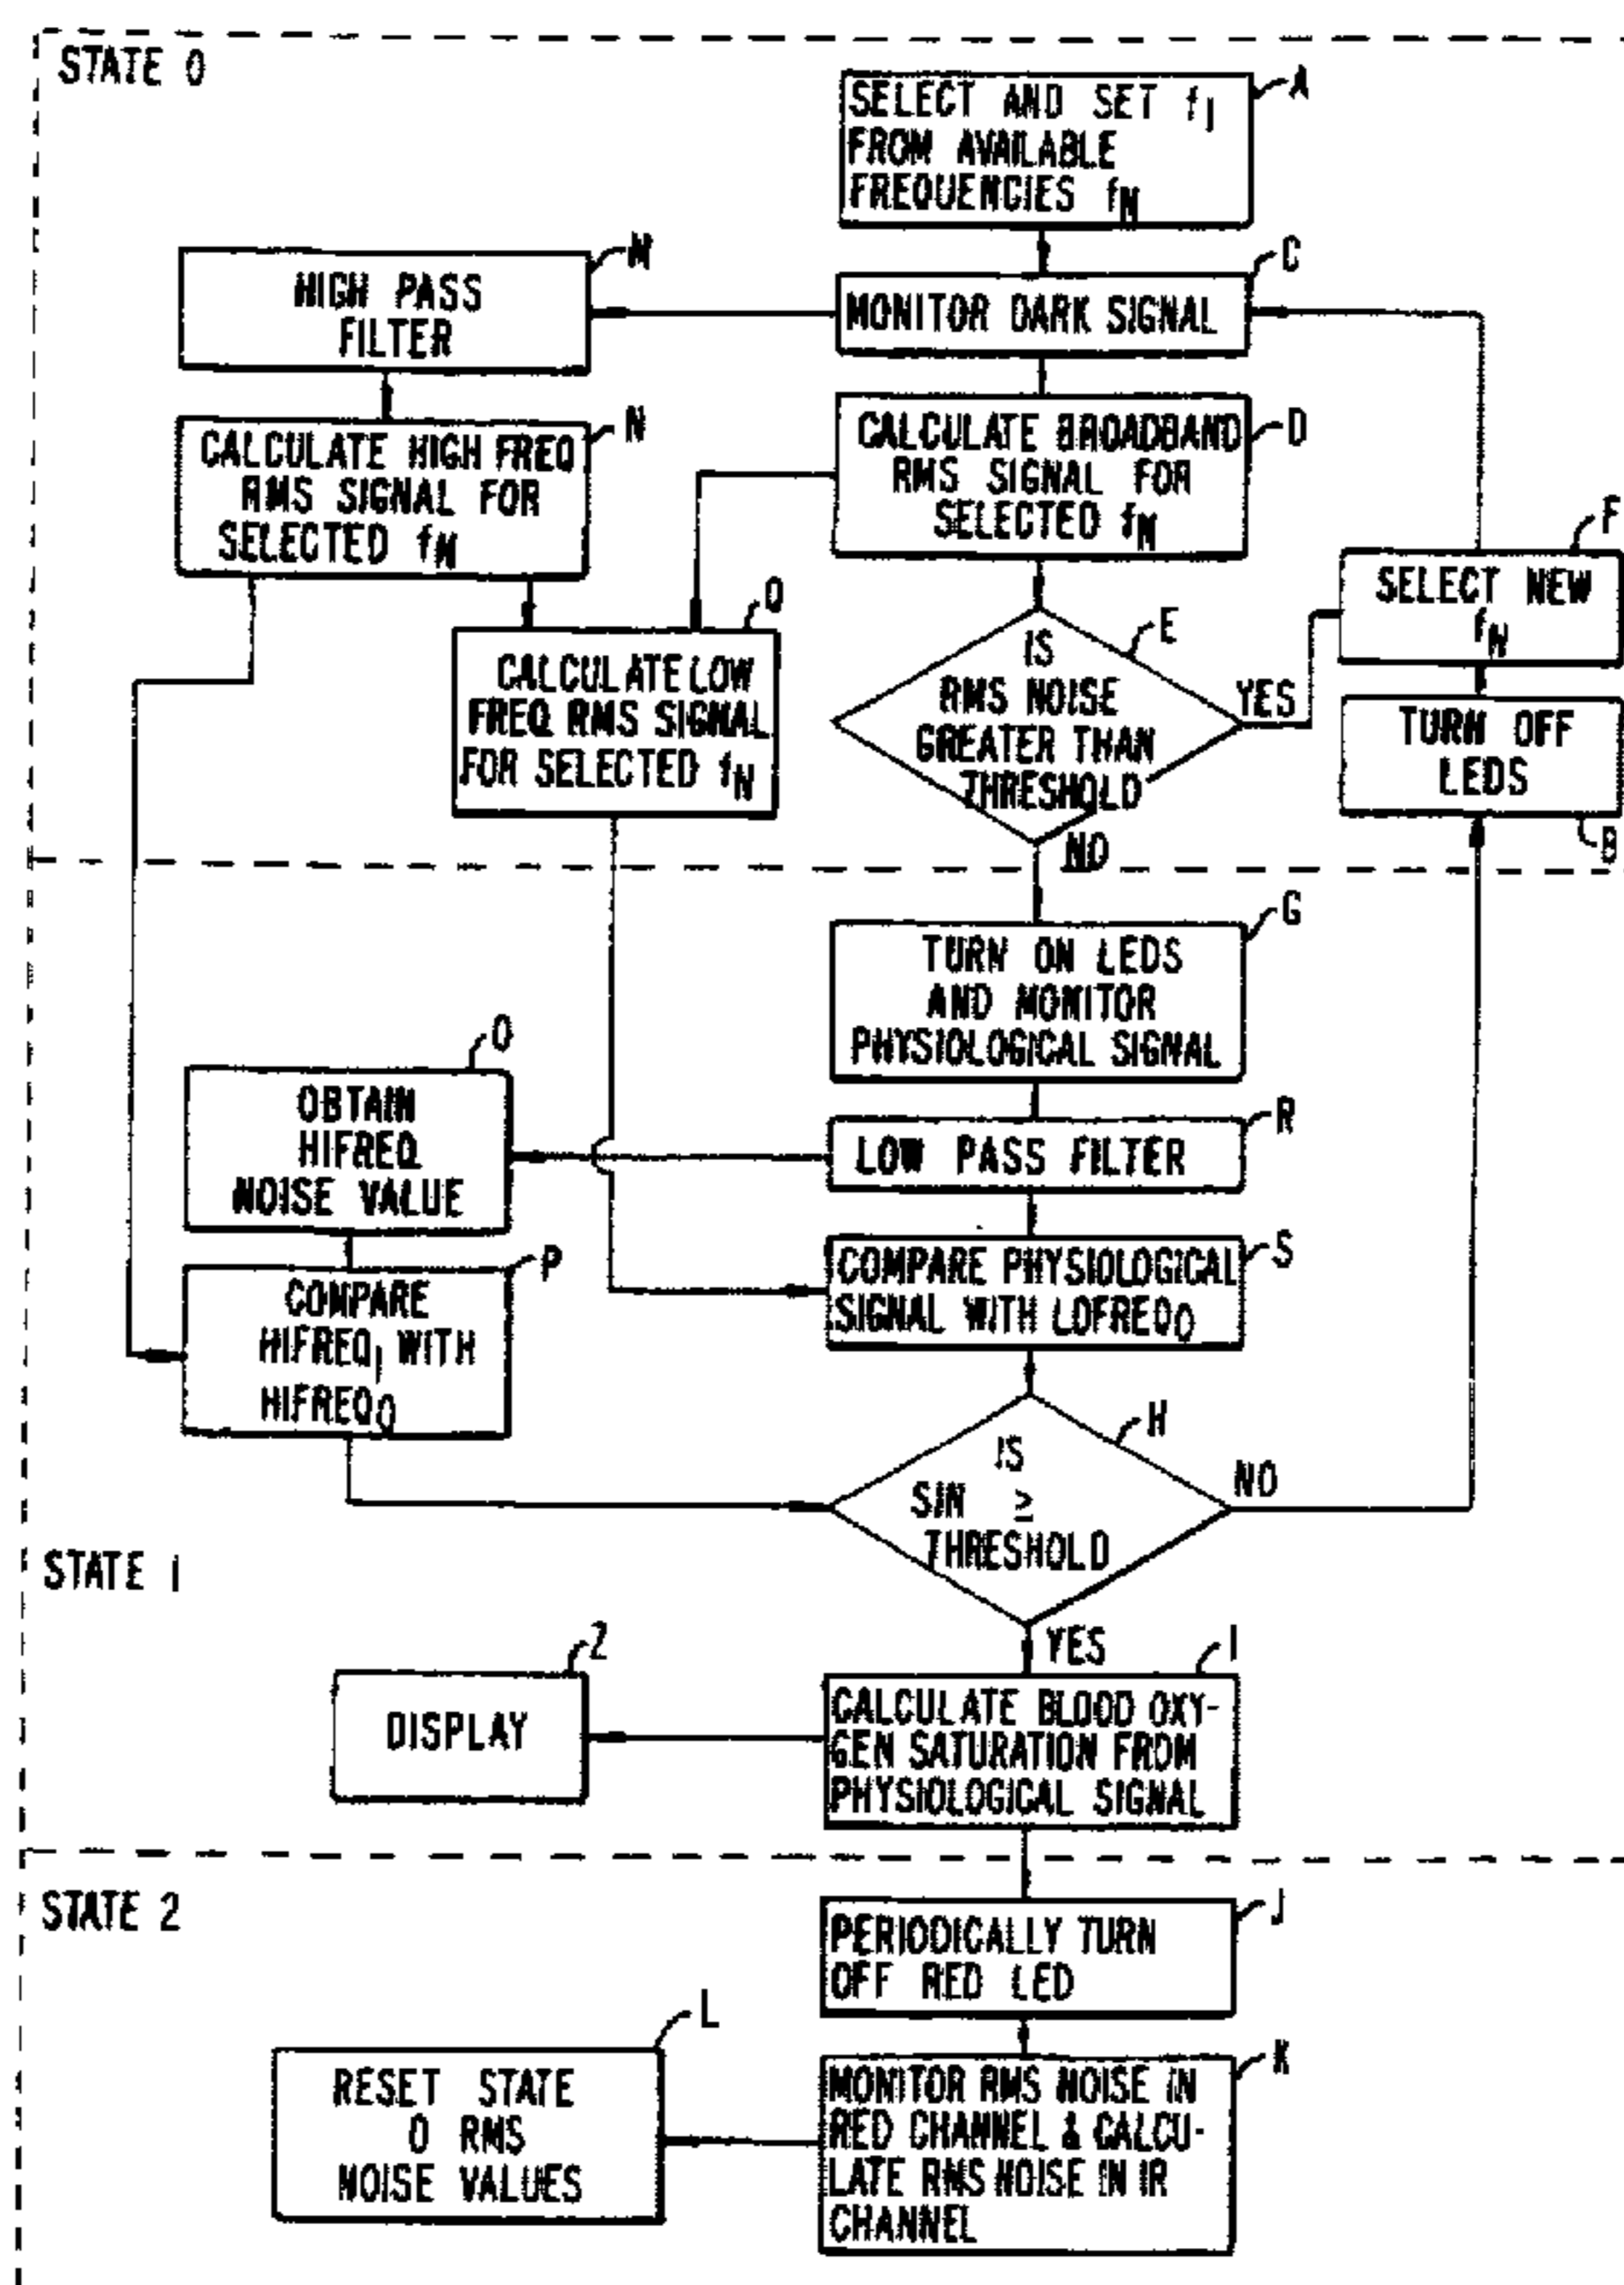 STATE 0
SELECT AND SET f1
FROM AVAILABLE
FREQUENCIES fN
A
HIGH PASS
FILTER
M
MONITOR DARK SIGNAL
C
CALCULATE HIGH FREQ
RMS SIGNAL FOR
SELECTED fN
N
CALCULATE BROADBAND
RMS SIGNAL FOR
SELECTED fN
D
SELECT NEW
fN
F
CALCULATE LOW
FREQ RMS SIGNAL
FOR SELECTED fN
Q
IS
RMS NOISE
GREATER THAN
THRESHOLD
E
YES
NO
TURN OFF
LEDS
B
TURN ON LEDS
AND MONITOR
PHYSIOLOGICAL SIGNAL
G
OBTAIN
HIFREQ
NOISE VALUE
O
LOW PASS FILTER
R
COMPARE
HIFREQ1 WITH
HIFREQ0
P
COMPARE PHYSIOLOGICAL
SIGNAL WITH LOFREQ0
S
IS
S/N ≥
THRESHOLD
H
NO
YES
STATE 1
DISPLAY
Z
CALCULATE BLOOD OXY-
GEN SATURATION FROM
PHYSIOLOGICAL SIGNAL
I
STATE 2
PERIODICALLY TURN
OFF RED LED
J
RESET STATE
0 RMS
NOISE VALUES
L
MONITOR RMS NOISE IN
RED CHANNEL & CALCU-
LATE RMS NOISE IN IR
CHANNEL
K